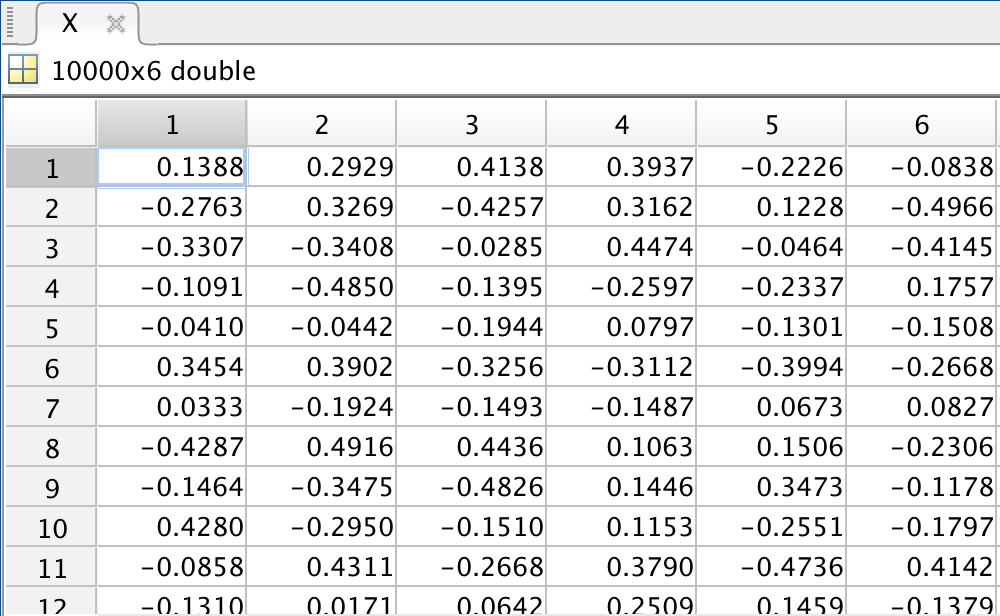 X
10000x6 double
1 2 3 4 5 6
1 0.1388 0.2929 0.4138 0.3937 -0.2226 -0.0838
2 -0.2763 0.3269 -0.4257 0.3162 0.1228 -0.4966
3 -0.3307 -0.3408 -0.0285 0.4474 -0.0464 -0.4145
4 -0.1091 -0.4850 -0.1395 -0.2597 -0.2337 0.1757
5 -0.0410 -0.0442 -0.1944 0.0797 -0.1301 -0.1508
6 0.3454 0.3902 -0.3256 -0.3112 -0.3994 -0.2668
7 0.0333 -0.1924 -0.1493 -0.1487 0.0673 0.0827
8 -0.4287 0.4916 0.4436 0.1063 0.1506 -0.2306
9 -0.1464 -0.3475 -0.4826 0.1446 0.3473 -0.1178
10 0.4280 -0.2950 -0.1510 0.1153 -0.2551 -0.1797
11 -0.0858 0.4311 -0.2668 0.3790 -0.4736 0.4142
12 -0.1310 0.0171 0.0642 0.2509 0.1459 -0.1379